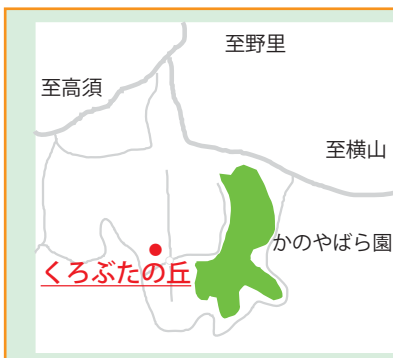 至野里
至高須
至横山
かのやばら園
くろぶたの丘